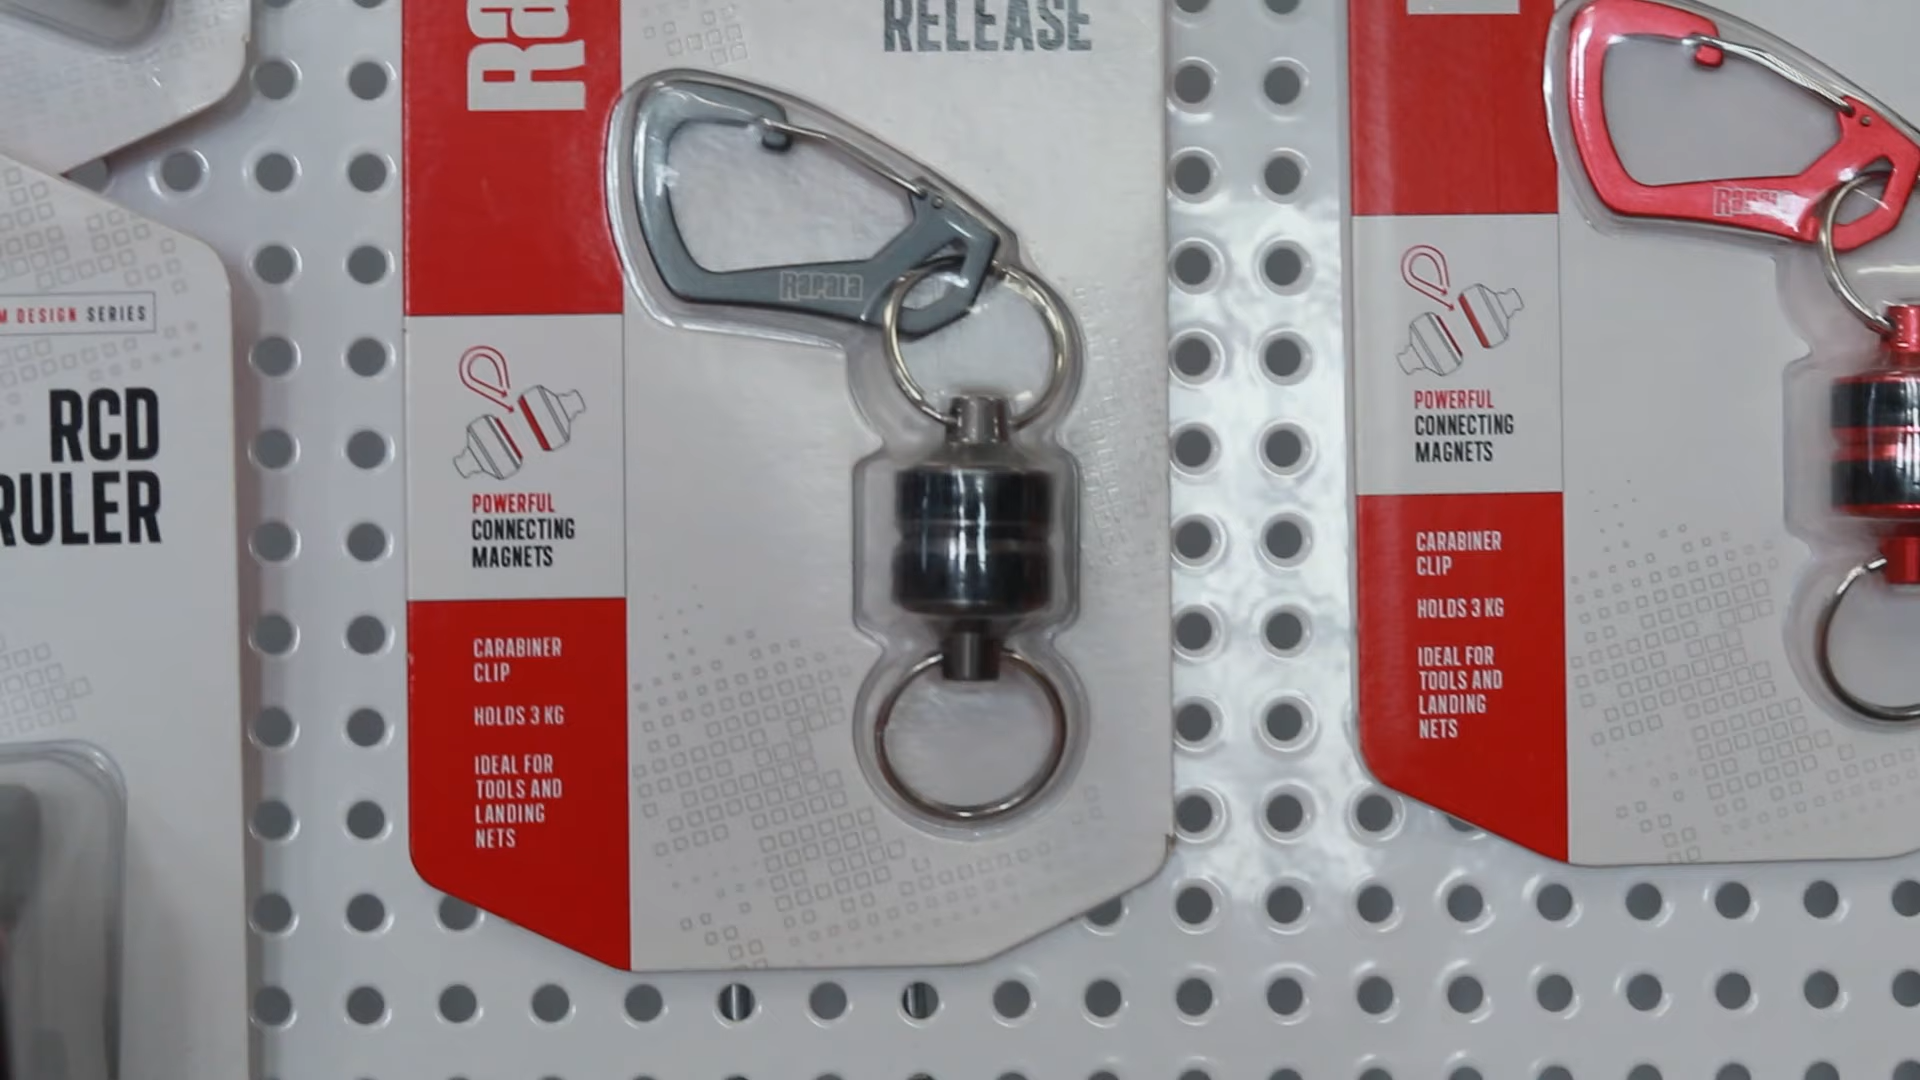 M DESIGN SERIES
RCD
RULER
Ra
RELEASE
Rapala
POWERFUL
CONNECTING
MAGNETS
CARABINER
CLIP
HOLDS 3 KG
IDEAL FOR
TOOLS AND
LANDING
NETS
Rapala
POWERFUL
CONNECTING
MAGNETS
CARABINER
CLIP
HOLDS 3 KG
IDEAL FOR
TOOLS AND
LANDING
NETS